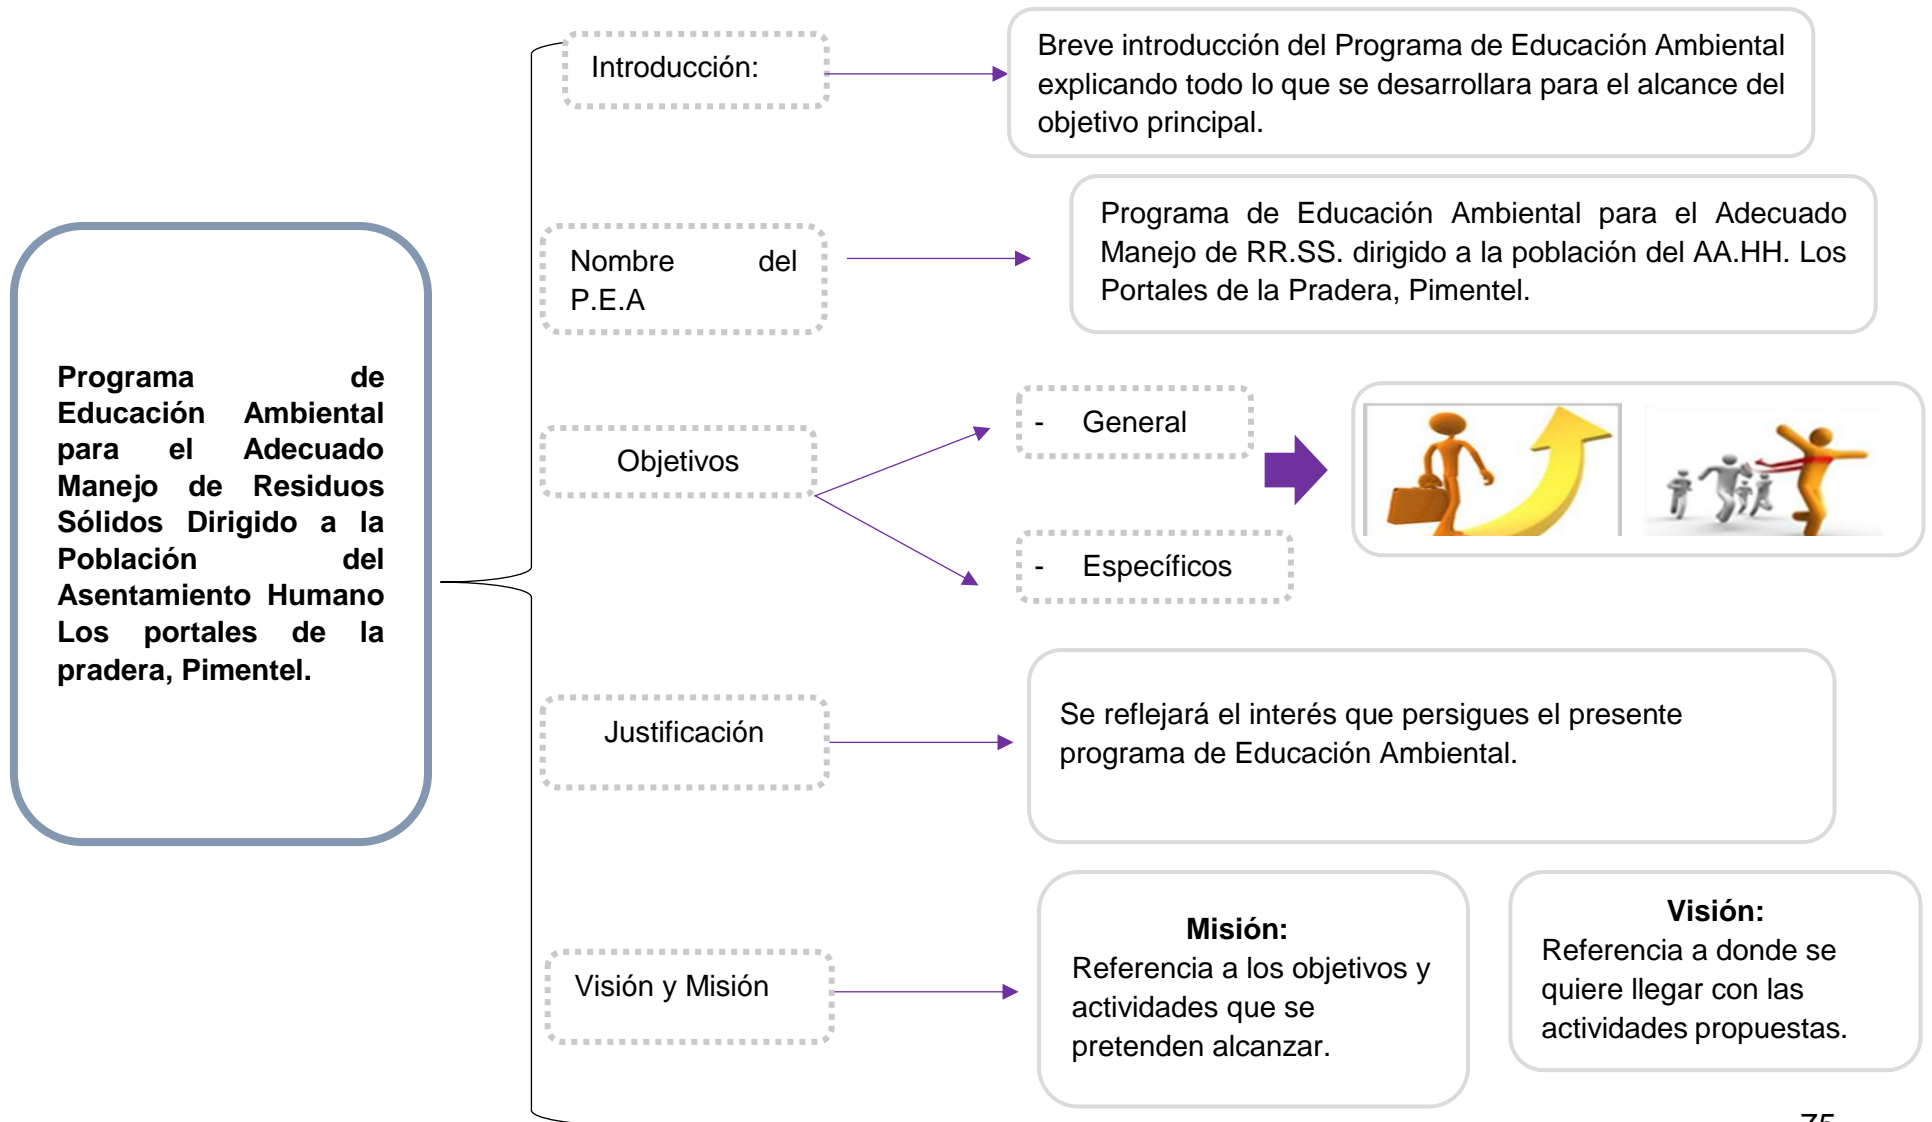 Programa de
Educación Ambiental
para el Adecuado
Manejo de Residuos
Sólidos Dirigido a la
Población del
Asentamiento Humano
Los portales de la
pradera, Pimentel.
Introducción:
Breve introducción del Programa de Educación Ambiental
explicando todo lo que se desarrollara para el alcance del
objetivo principal.
Nombre del
P.E.A
Programa de Educación Ambiental para el Adecuado
Manejo de RR.SS. dirigido a la población del AA.HH. Los
Portales de la Pradera, Pimentel.
Objetivos
- General
- Específicos
Justificación
Se reflejará el interés que persigues el presente
programa de Educación Ambiental.
Visión y Misión
Misión:
Referencia a los objetivos y
actividades que se
pretenden alcanzar.
Visión:
Referencia a donde se
quiere llegar con las
actividades propuestas.